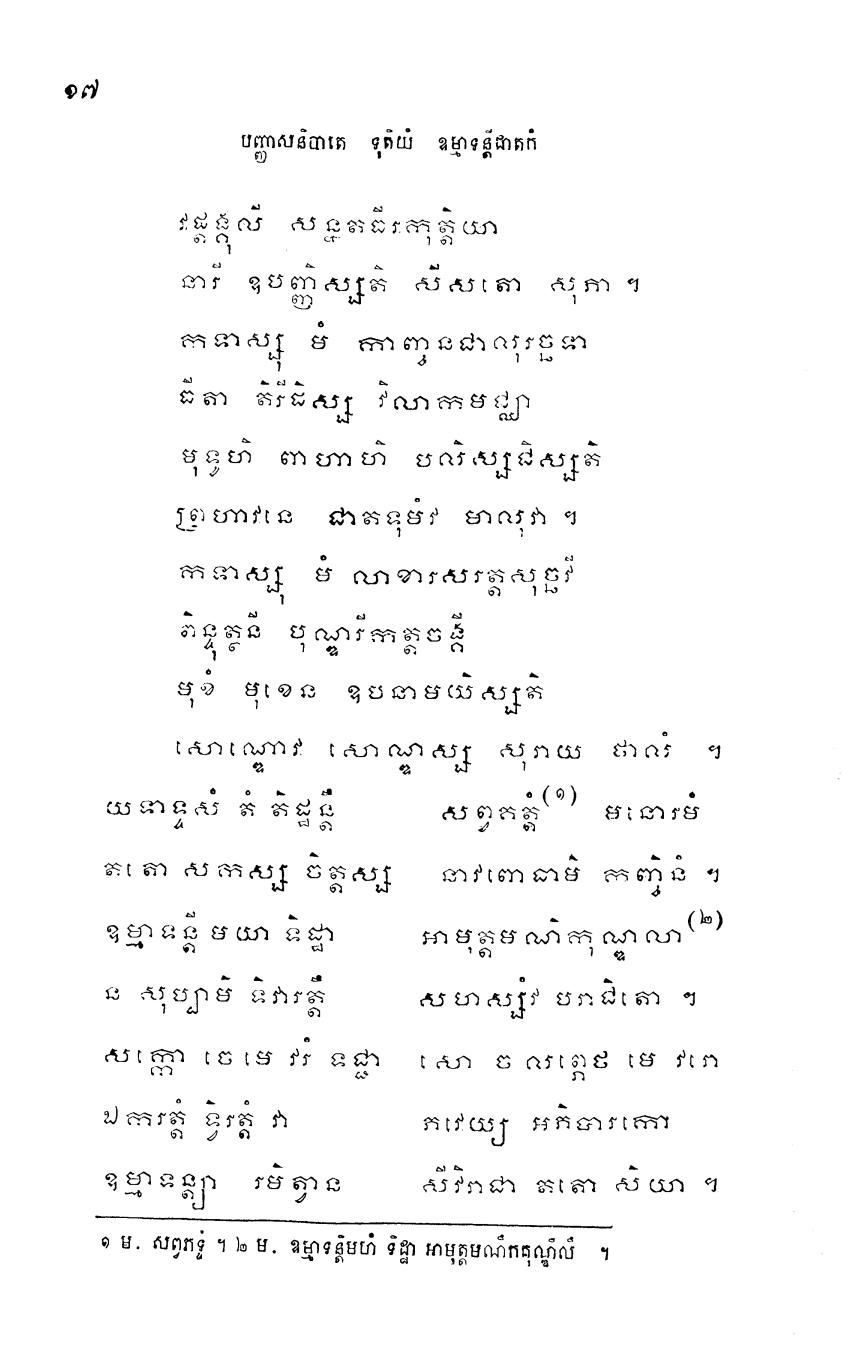 ១៧
បញ្ញាសនិបាតេ ទុតិយំ ឧម្មាទន្តីជាតកំ
វដ្តង្គុលី សន្នតធីរកុត្តិយា
នារី ឧបញ្ញិស្សតិ សីសតោ សុភា ។
កទាស្សុ មំ កាញ្ចនជាលុរច្ឆទា
ធីតា តិរីដិស្ស វិលាកមជ្ឈា
មុទូហិ ពាហាហិ បលិស្សជិស្សតិ
ព្រហាវនេ ជាតទុមំវ មាលុវា ។
កទាស្សុ មំ លាខារសរត្តសុច្ឆវី
ពិន្ទុត្ថនី បុណ្ឌរីកត្តចង្គី
មុខំ មុខេន ឧបនាមយិស្សតិ
សោណ្ឌោវ សោណ្ឌស្ស សុរាយ ថាលំ ។
យទាទ្ទសំ តំ តិដ្ឋន្តឹ សព្វគត្តំ(១) មនោរមំ
តតោ សកស្ស ចិត្តស្ស នាវពោធាមិ កញ្ចិនំ ។
ឧម្មាទន្តី មយា ទិដ្ឋា អាមុត្តមណិកុណ្ឌលា(២)
ន សុប្បាមិ ទិវារត្តឹ សហស្សំវ បរាជិតោ ។
សក្កោ ចេ មេ វរំ ទជ្ជា សោ ច លព្ភេថ មេ វរោ
ឯករត្តំ ទ្វិរត្តំ វា ភវេយ្យ អភិបារកោ
ឧម្មាទន្ត្យា រមិត្វាន សីវិរាជា តតោ សិយា ។
១ ម. សព្វភទ្ទំ ។ ២ ម. ឧម្មាទន្តិមហំ ទិដ្ឋា អាមុត្តមណឹកគុណ្ឌំលំ ។